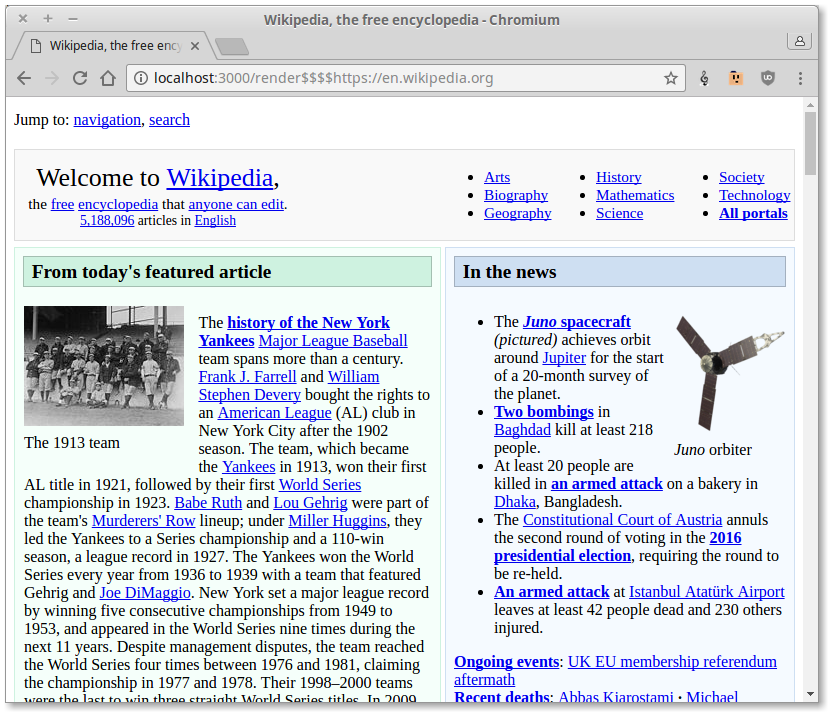 Wikipedia, the free encyclopedia - Chromium
Wikipedia, the free ency
localhost:3000/render$$$$https://en.wikipedia.org
Jump to: navigation, search
Welcome to Wikipedia,
the free encyclopedia that anyone can edit.
5,188,096 articles in English
Arts
Biography
Geography
History
Mathematics
Science
Society
Technology
All portals
From today's featured article
The 1913 team
The history of the New York
Yankees Major League Baseball
team spans more than a century.
Frank J. Farrell and William
Stephen Devery bought the rights to
an American League (AL) club in
New York City after the 1902
season. The team, which became
the Yankees in 1913, won their first
AL title in 1921, followed by their first World Series
championship in 1923. Babe Ruth and Lou Gehrig were part of
the team's Murderers' Row lineup; under Miller Huggins, they
led the Yankees to a Series championship and a 110-win
season, a league record in 1927. The Yankees won the World
Series every year from 1936 to 1939 with a team that featured
Gehrig and Joe DiMaggio. New York set a major league record
by winning five consecutive championships from 1949 to
1953, and appeared in the World Series nine times during the
next 11 years. Despite management disputes, the team reached
the World Series four times between 1976 and 1981, claiming
the championship in 1977 and 1978. Their 1998–2000 teams
were the last to win three straight World Series titles. In 2009
In the news
The Juno spacecraft
(pictured) achieves orbit
around Jupiter for the start
of a 20-month survey of
the planet.
Juno orbiter
Two bombings in
Baghdad kill at least 218
people.
At least 20 people are
killed in an armed attack on a bakery in
Dhaka, Bangladesh.
The Constitutional Court of Austria annuls
the second round of voting in the 2016
presidential election, requiring the round to
be re-held.
An armed attack at Istanbul Atatürk Airport
leaves at least 42 people dead and 230 others
injured.
Ongoing events: UK EU membership referendum
aftermath
Recent deaths: Abbas Kiarostami · Michael